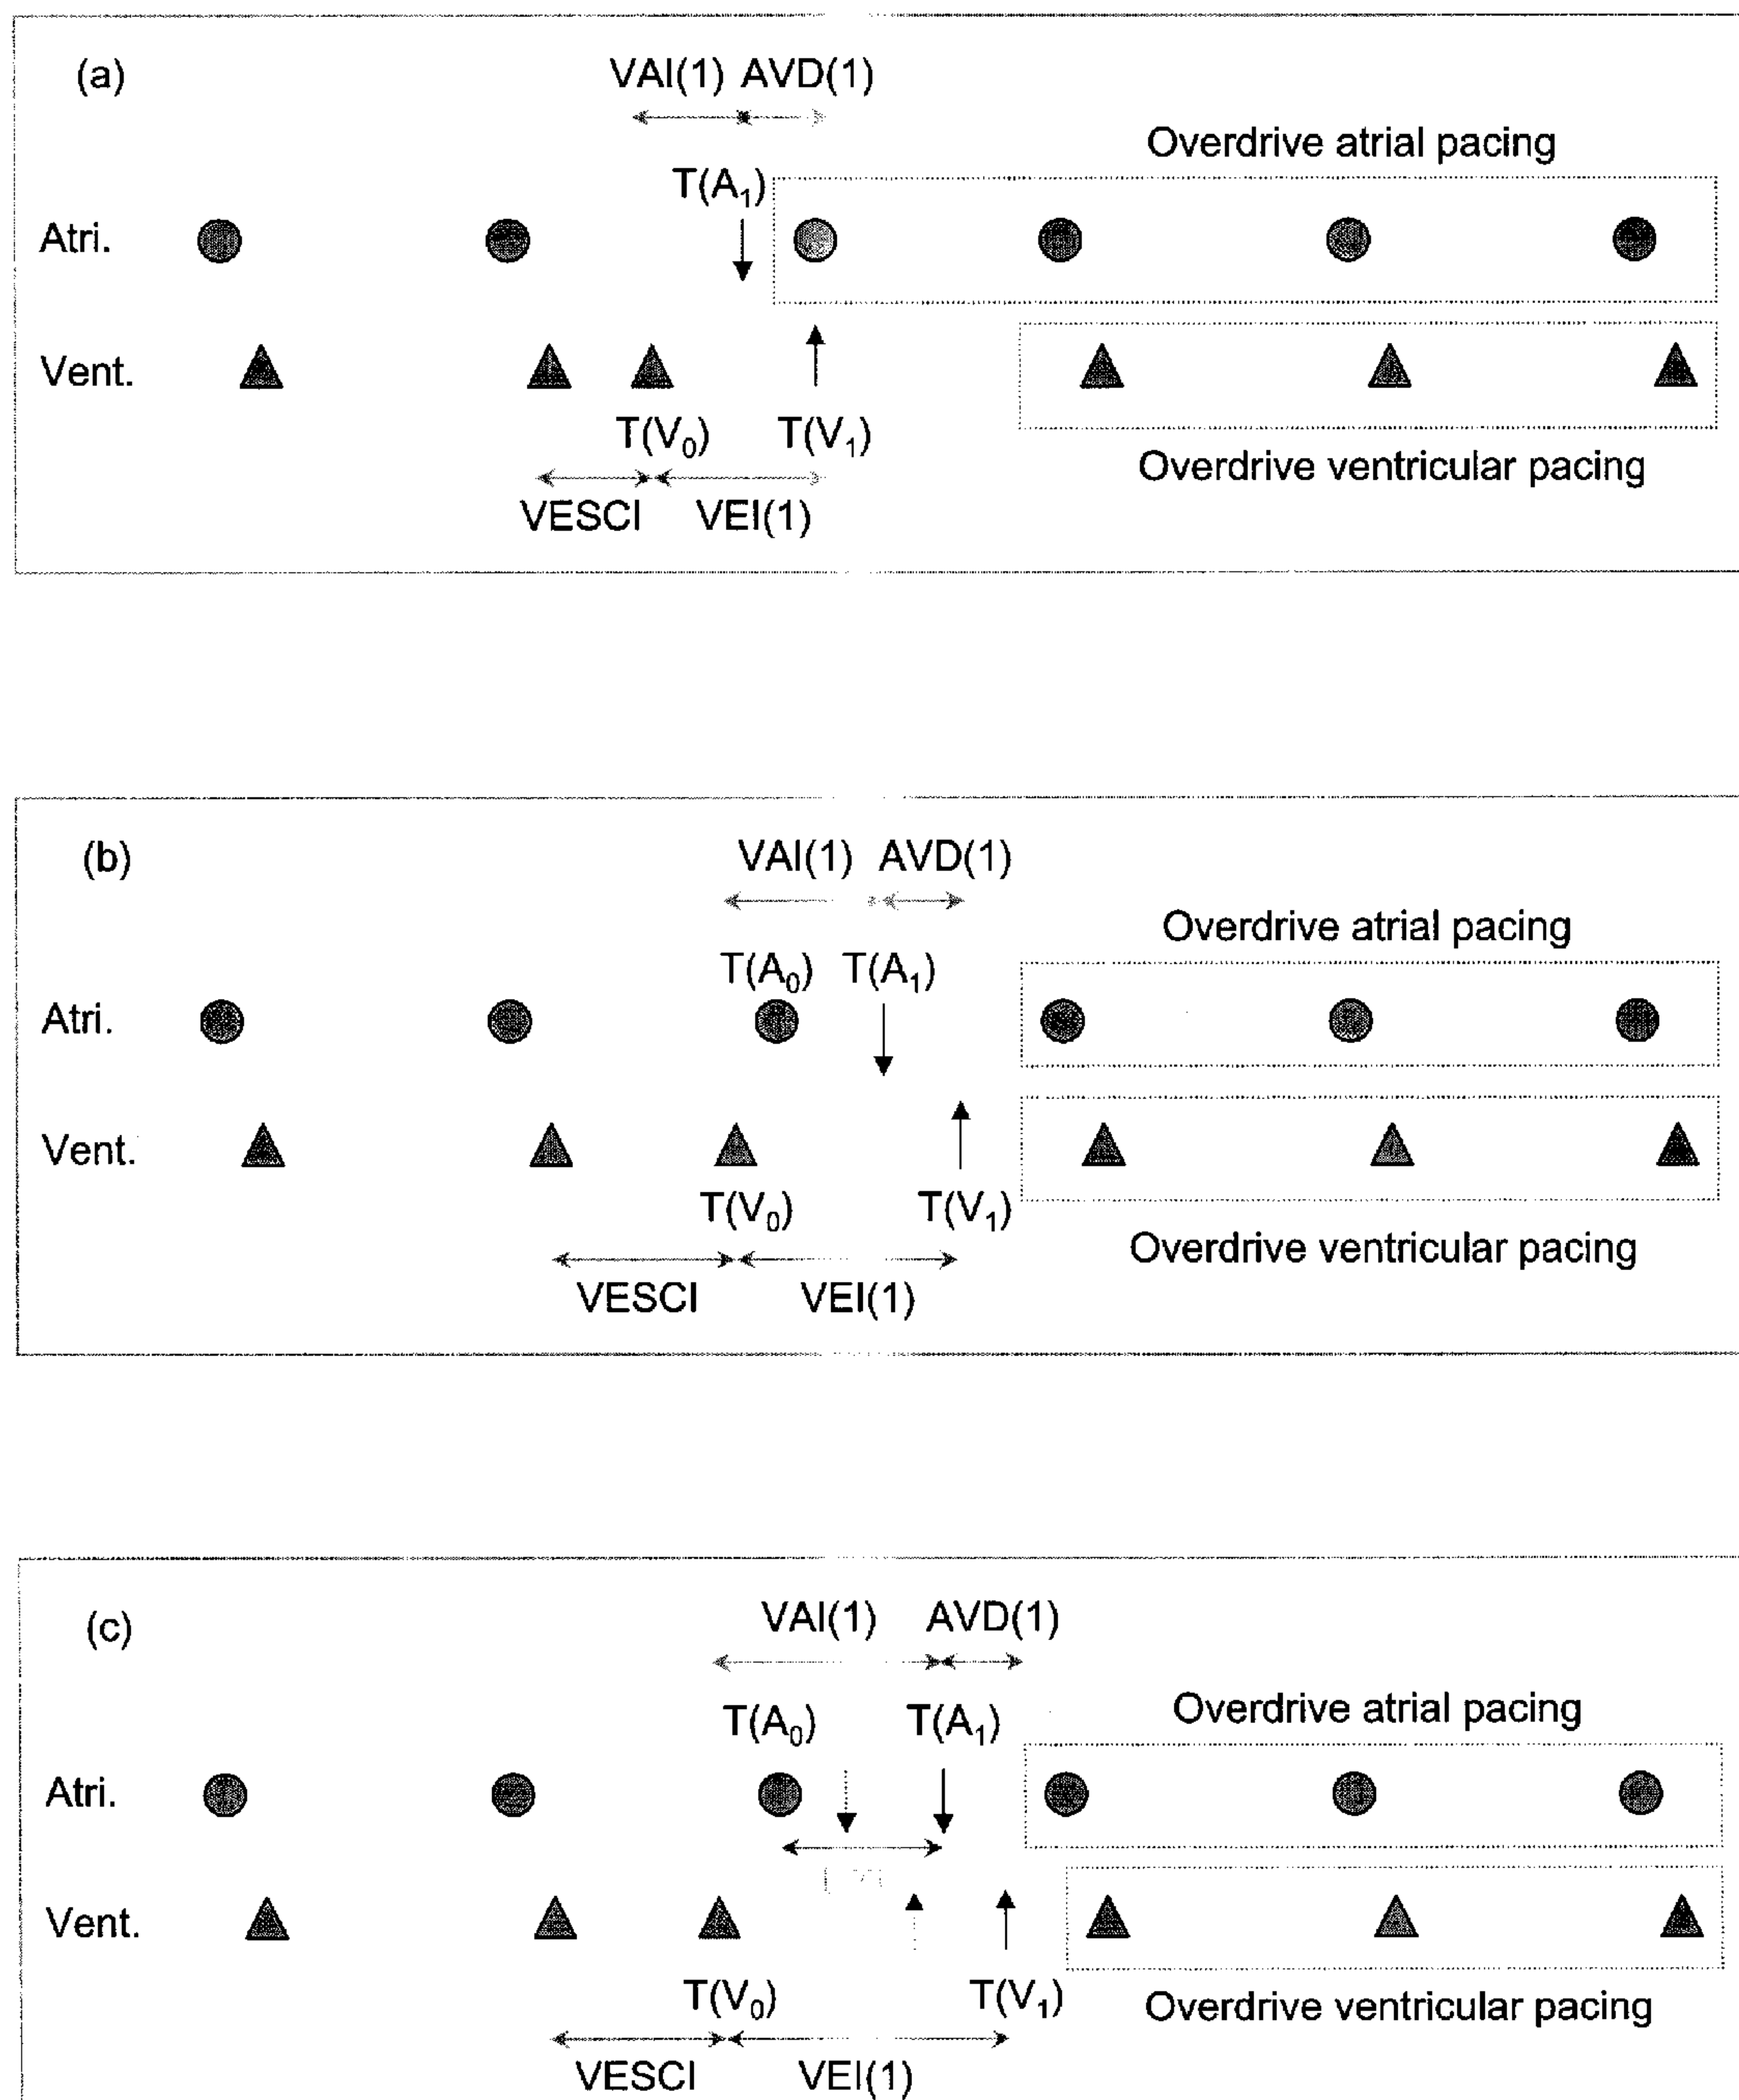 (a)
VAI(1) AVD(1)
Overdrive atrial pacing
T(A₁)
Atri.
Vent.
T(V₀) T(V₁)
Overdrive ventricular pacing
VESCI VEI(1)
(b)
VAI(1) AVD(1)
Overdrive atrial pacing
T(A₀) T(A₁)
Atri.
Vent.
T(V₀) T(V₁)
Overdrive ventricular pacing
VESCI VEI(1)
(c)
VAI(1) AVD(1)
T(A₀) T(A₁) Overdrive atrial pacing
Atri.
Vent.
T(V₀) T(V₁) Overdrive ventricular pacing
VESCI VEI(1)